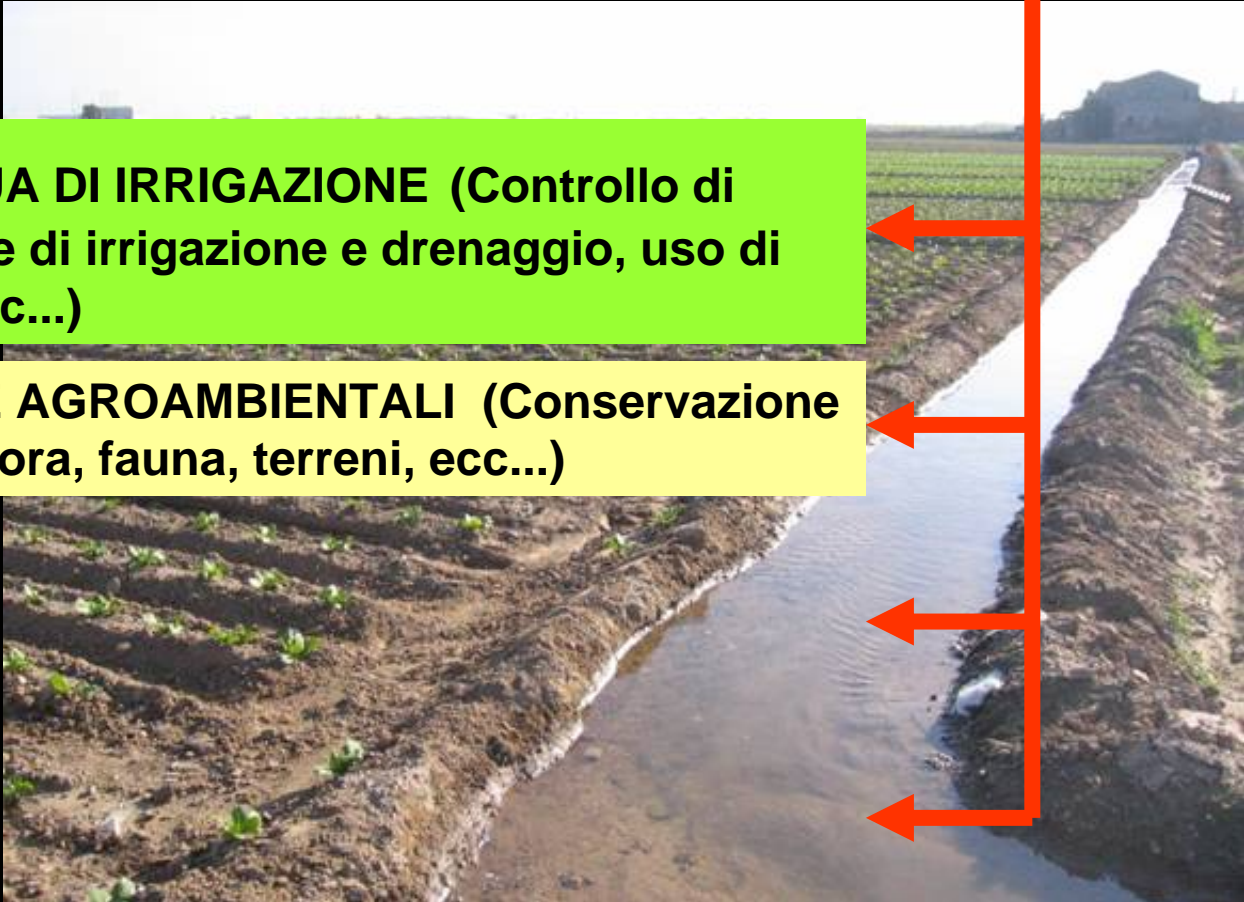 UA DI IRRIGAZIONE (Controllo di
e di irrigazione e drenaggio, uso di
c...)
AGROAMBIENTALI (Conservazione
ora, fauna, terreni, ecc...)